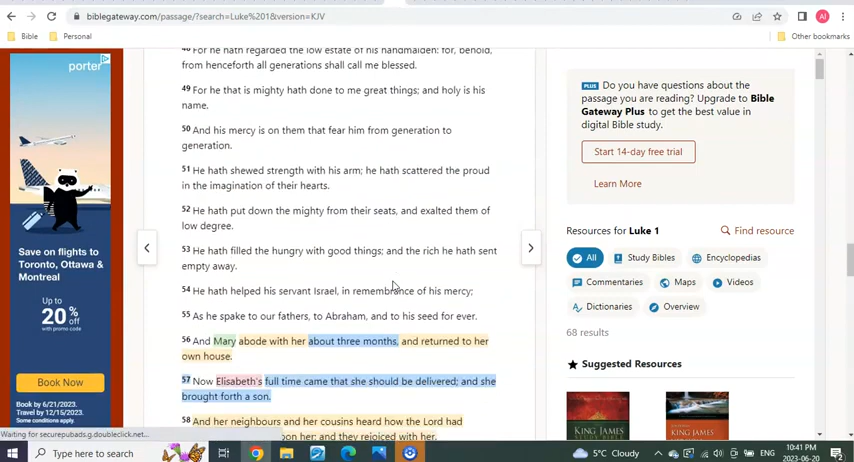 biblegateway.com/passage/?search=Luke%201&version=KJV
AI
Bible
Personal
Other bookmarks
porter
Save on flights to
Toronto, Ottawa &
Montreal
Up to
20% off
with promo code
Book Now
Book by 6/21/2023.
Travel by 12/15/2023.
Some conditions apply.
48 For he hath regarded the low estate of his handmaiden: for, behold,
from henceforth all generations shall call me blessed.
49 For he that is mighty hath done to me great things; and holy is his
name.
50 And his mercy is on them that fear him from generation to
generation.
51 He hath shewed strength with his arm; he hath scattered the proud
in the imagination of their hearts.
52 He hath put down the mighty from their seats, and exalted them of
low degree.
53 He hath filled the hungry with good things; and the rich he hath sent
empty away.
54 He hath helped his servant Israel, in remembrance of his mercy;
55 As he spake to our fathers, to Abraham, and to his seed for ever.
56 And Mary abode with her about three months, and returned to her
own house.
57 Now Elisabeth's full time came that she should be delivered; and she
brought forth a son.
58 And her neighbours and her cousins heard how the Lord had
upon her; and they rejoiced with her.
PLUS Do you have questions about the
passage you are reading? Upgrade to Bible
Gateway Plus to get the best value in
digital Bible study.
Start 14-day free trial
Learn More
Resources for Luke 1
Find resource
All
Study Bibles
Encyclopedias
Commentaries
Maps
Videos
Dictionaries
Overview
68 results
Suggested Resources
KING JAMES
KING JAMES
Waiting for securepubads.g.doubleclick.net...
Type here to search
5°C Cloudy
ENG
10:41 PM
2023-06-20